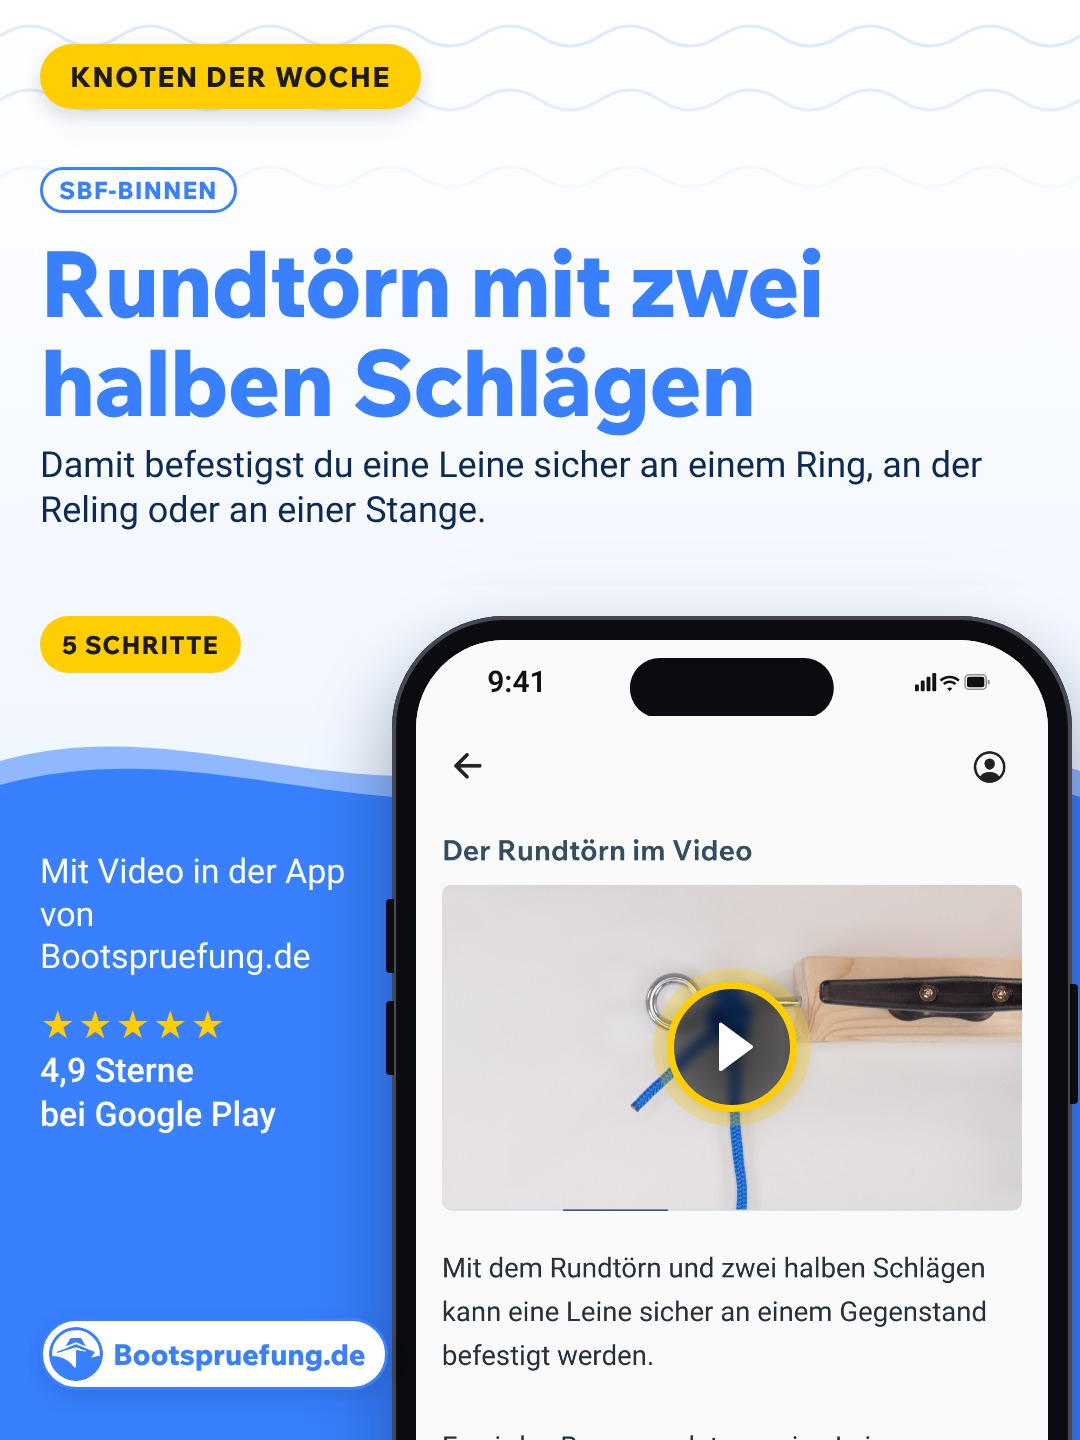 KNOTEN DER WOCHE
SBF-BINNEN
Rundtörn mit zwei
halben Schlägen
Damit befestigst du eine Leine sicher an einem Ring, an der
Reling oder an einer Stange.
5 SCHRITTE
9:41
Der Rundtörn im Video
Mit Video in der App
von
Bootspruefung.de
4,9 Sterne
bei Google Play
Mit dem Rundtörn und zwei halben Schlägen
kann eine Leine sicher an einem Gegenstand
befestigt werden.
Bootspruefung.de